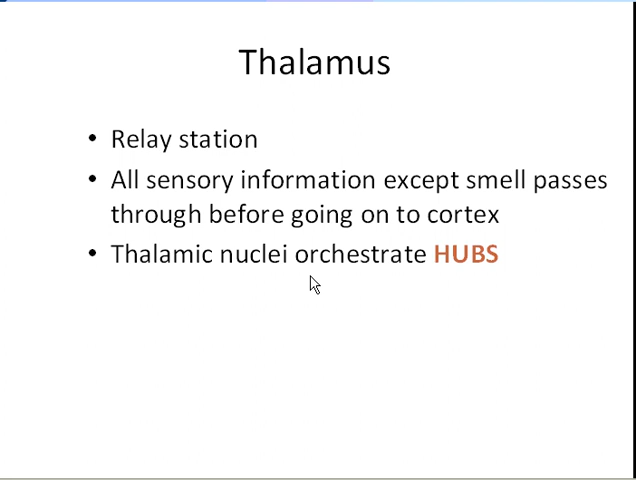 Thalamus
• Relay station
• All sensory information except smell passes
through before going on to cortex
• Thalamic nuclei orchestrate HUBS